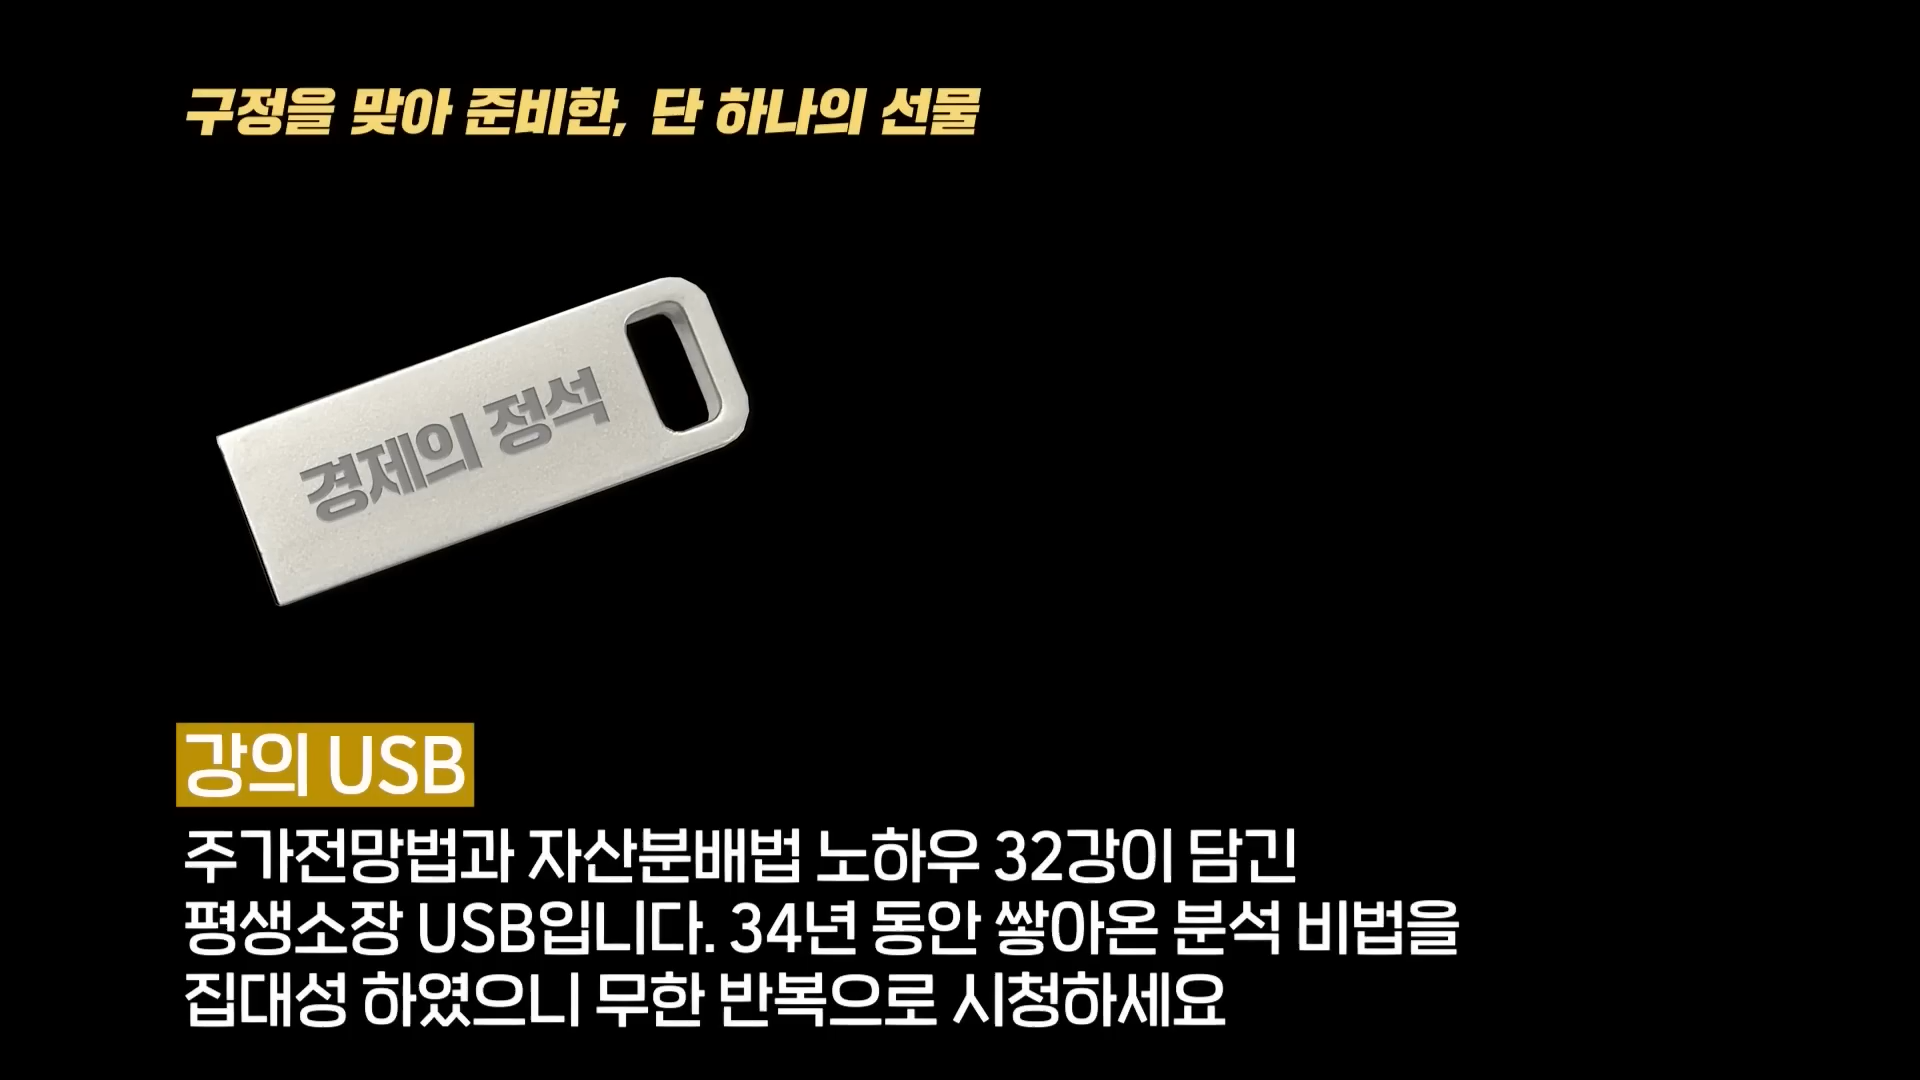 구정을 맞아 준비한, 단 하나의 선물
경제의 정석
강의 USB
주가전망법과 자산분배법 노하우 32강이 담긴
평생소장 USB입니다. 34년 동안 쌓아온 분석 비법을
집대성 하였으니 무한 반복으로 시청하세요